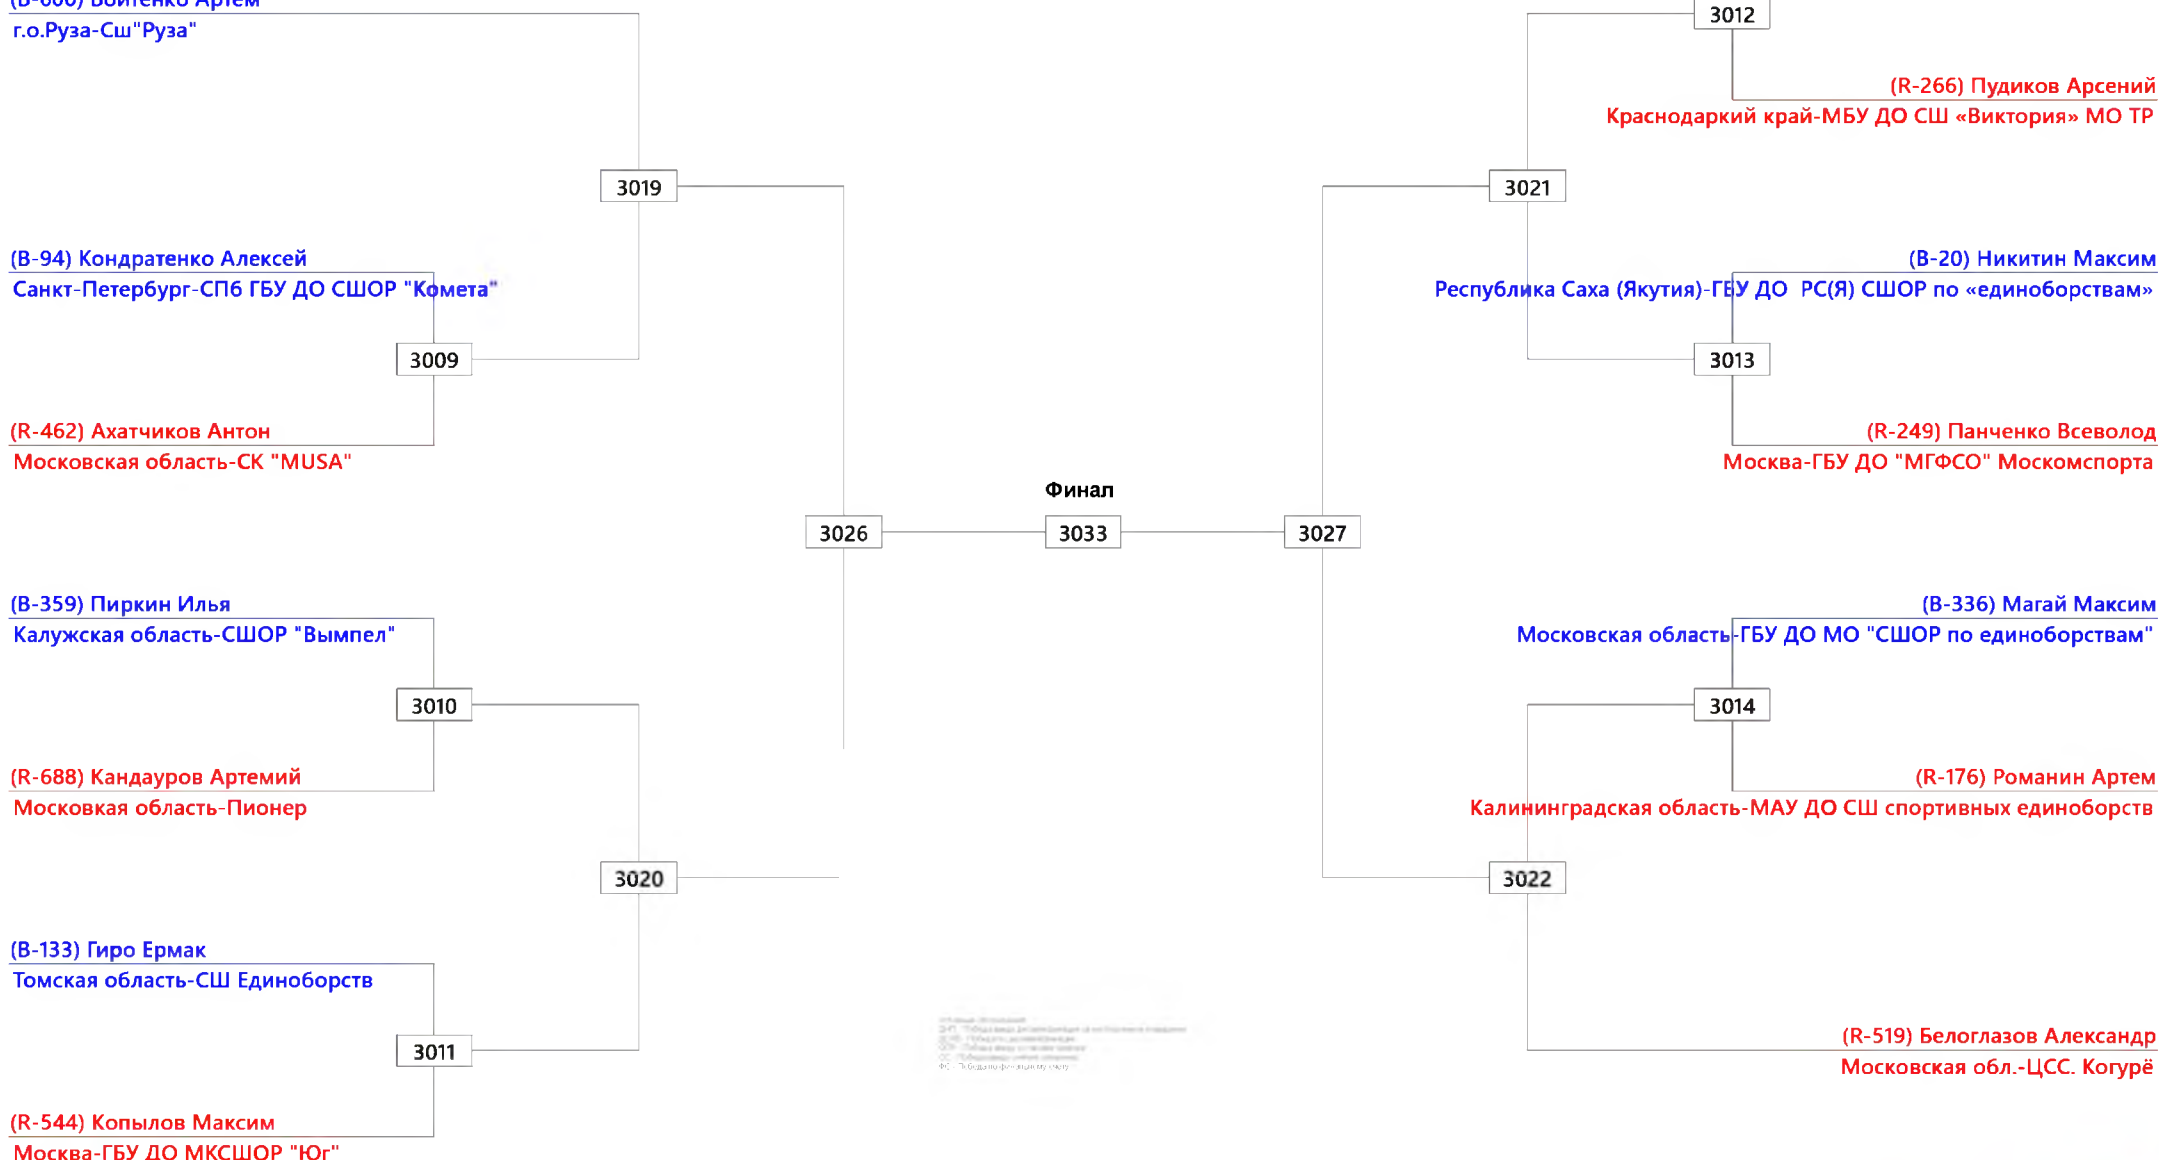 г.о.Руза-Сш"Руза"
3019
(B-94) Кондратенко Алексей
Санкт-Петербург-СПб ГБУ ДО СШОР "Комета"
3009
(R-462) Ахатчиков Антон
Московская область-СК "MUSA"
3026
(B-359) Пиркин Илья
Калужская область-СШОР "Вымпел"
3010
(R-688) Кандауров Артемий
Московкая область-Пионер
3020
(B-133) Гиро Ермак
Томская область-СШ Единоборств
3011
(R-544) Копылов Максим
Москва-ГБУ ДО МКСШОР "Юг"
Финал
3033
3012
(R-266) Пудиков Арсений
Краснодаркий край-МБУ ДО СШ «Виктория» МО ТР
3021
(B-20) Никитин Максим
Республика Саха (Якутия)-ГБУ ДО РС(Я) СШОР по «единоборствам»
3013
(R-249) Панченко Всеволод
Москва-ГБУ ДО "МГФСО" Москомспорта
3027
(B-336) Магай Максим
Московская область-ГБУ ДО МО "СШОР по единоборствам"
3014
(R-176) Романин Артем
Калининградская область-МАУ ДО СШ спортивных единоборств
3022
(R-519) Белоглазов Александр
Московская обл.-ЦСС. Когурё